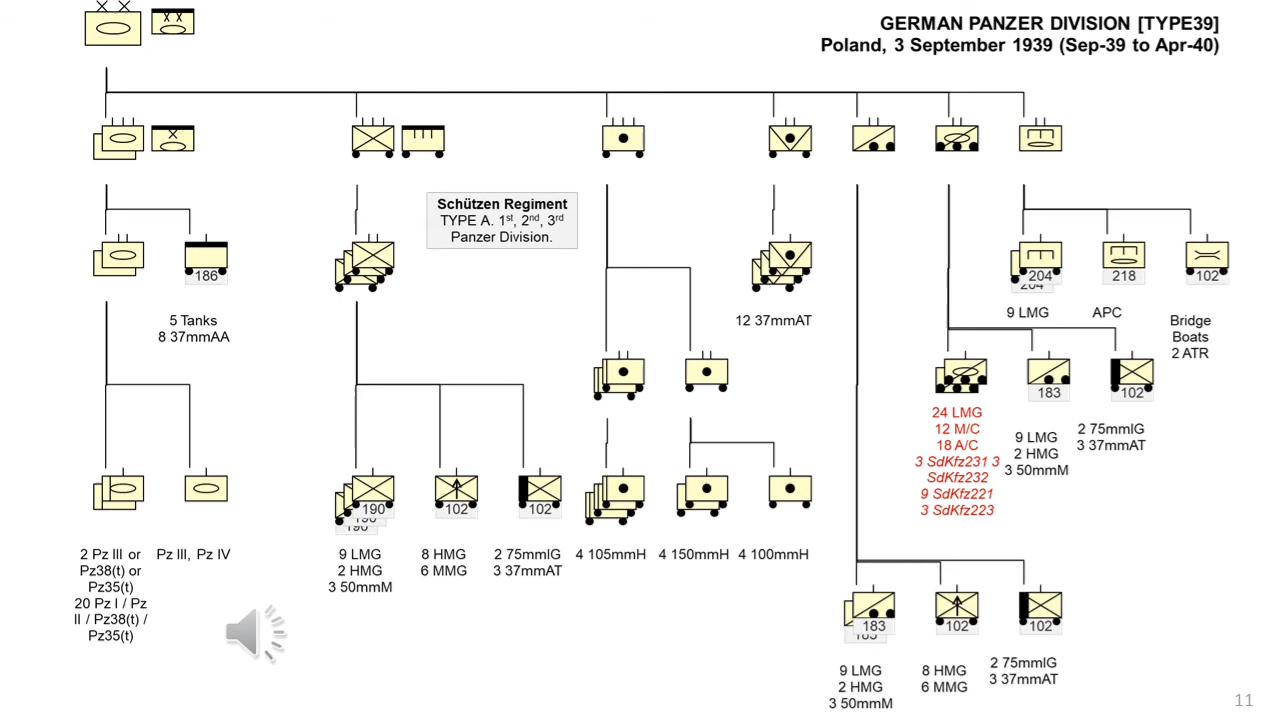 GERMAN PANZER DIVISION [TYPE39]
Poland, 3 September 1939 (Sep-39 to Apr-40)
Schützen Regiment
TYPE A. 1st, 2nd, 3rd
Panzer Division.
186
5 Tanks
8 37mmAA
12 37mmAT
204
204
218
102
9 LMG
APC
Bridge
Boats
2 ATR
183
102
24 LMG
12 M/C
18 A/C
3 SdKfz231 3
SdKfz232
9 SdKfz221
3 SdKfz223
9 LMG
2 HMG
3 50mmM
2 75mmIG
3 37mmAT
190
190
190
102
102
2 Pz III or
Pz38(t) or
Pz35(t)
20 Pz I / Pz
II / Pz38(t) /
Pz35(t)
Pz III, Pz IV
9 LMG
2 HMG
3 50mmM
8 HMG
6 MMG
2 75mmIG
3 37mmAT
4 105mmH
4 150mmH
4 100mmH
183
183
102
102
9 LMG
2 HMG
3 50mmM
8 HMG
6 MMG
2 75mmIG
3 37mmAT
11